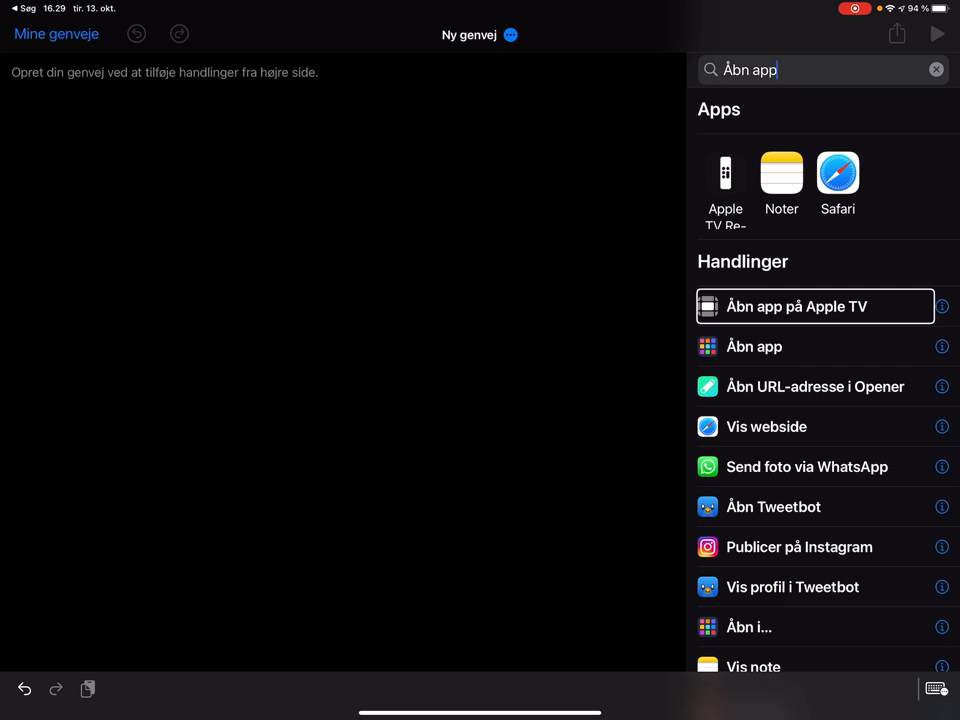 ◀ Søg 16.29 tir. 13. okt.
94 %
Mine genveje
Ny genvej
Opret din genvej ved at tilføje handlinger fra højre side.
Åbn app
Apps
Apple TV Re-
Noter
Safari
Handlinger
Åbn app på Apple TV
Åbn app
Åbn URL-adresse i Opener
Vis webside
Send foto via WhatsApp
Åbn Tweetbot
Publicer på Instagram
Vis profil i Tweetbot
Åbn i...
Vis note